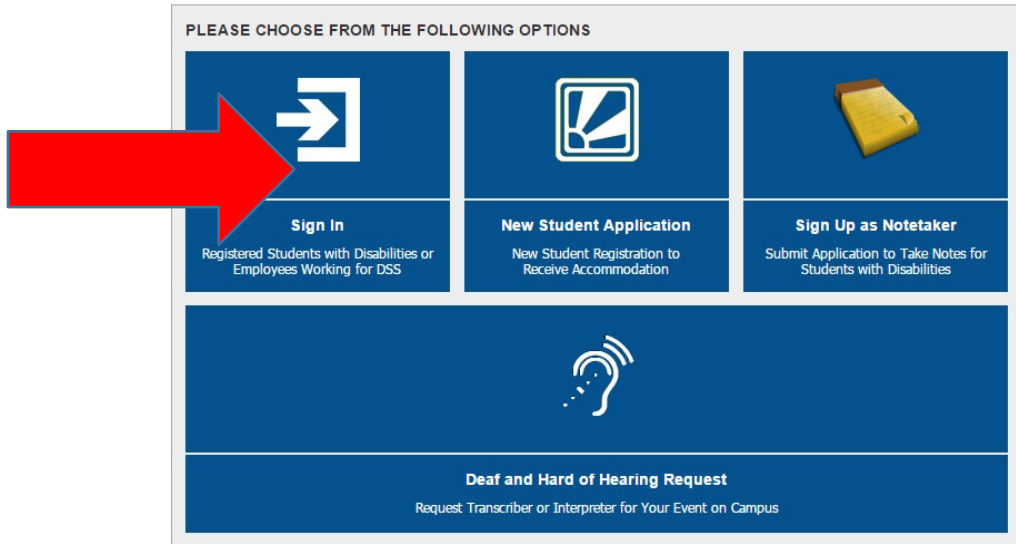 PLEASE CHOOSE FROM THE FOLLOWING OPTIONS
Sign In
Registered Students with Disabilities or
Employees Working for DSS
New Student Application
New Student Registration to
Receive Accommodation
Sign Up as Notetaker
Submit Application to Take Notes for
Students with Disabilities
Deaf and Hard of Hearing Request
Request Transcriber or Interpreter for Your Event on Campus